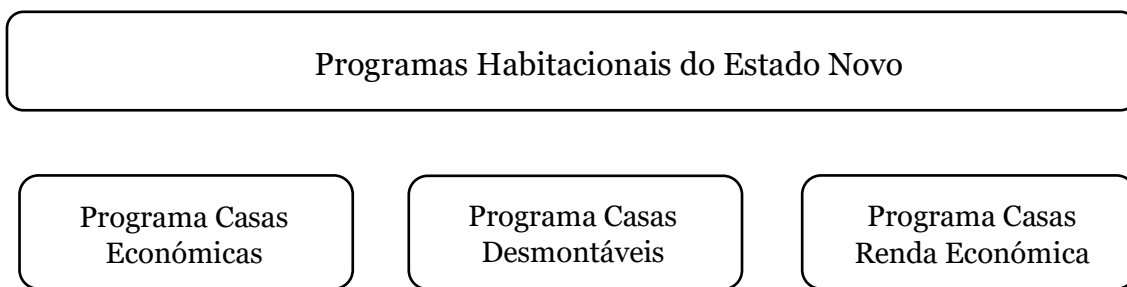 Programas Habitacionais do Estado Novo
Programa Casas
Económicas
Programa Casas
Desmontáveis
Programa Casas
Renda Económica